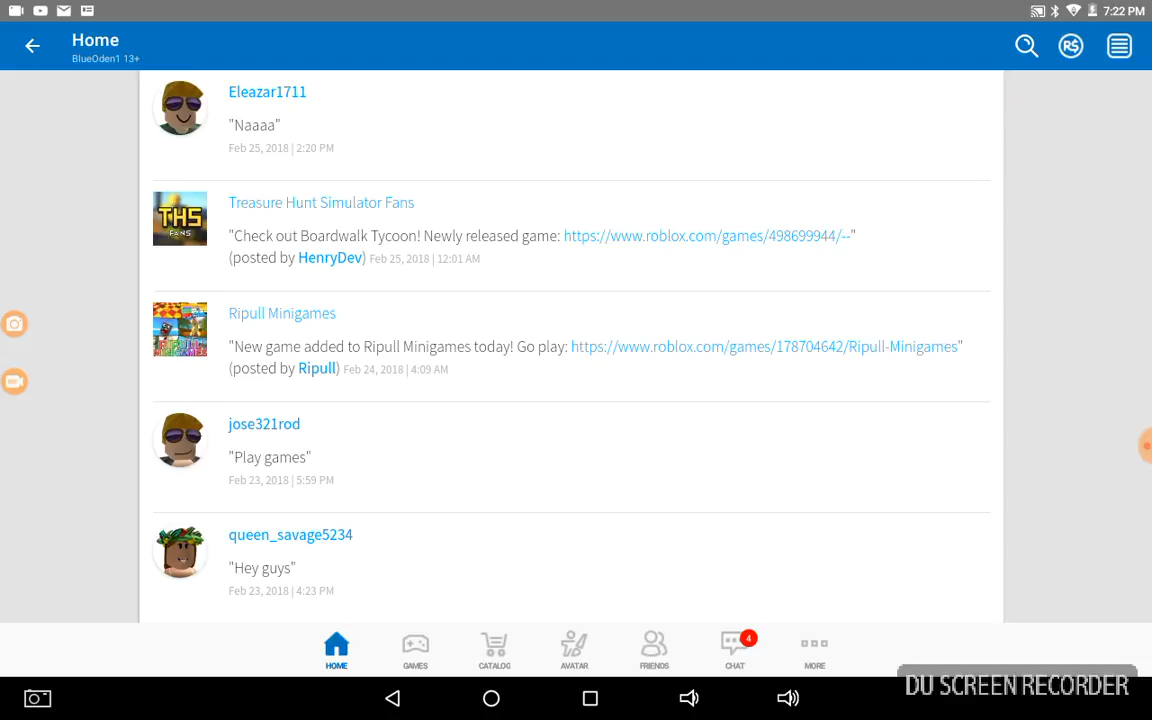 7:22 PM
Home
BlueOden1 13+
R$
Eleazar1711
"Naaaa"
Feb 25, 2018 | 2:20 PM
THS
FANS
Treasure Hunt Simulator Fans
"Check out Boardwalk Tycoon! Newly released game: https://www.roblox.com/games/498699944/--"
(posted by HenryDev) Feb 25, 2018 | 12:01 AM
RIPULL
MINIGAMES
Ripull Minigames
"New game added to Ripull Minigames today! Go play: https://www.roblox.com/games/178704642/Ripull-Minigames"
(posted by Ripull) Feb 24, 2018 | 4:09 AM
jose321rod
"Play games"
Feb 23, 2018 | 5:59 PM
queen_savage5234
"Hey guys"
Feb 23, 2018 | 4:23 PM
4
HOME GAMES CATALOG AVATAR FRIENDS CHAT MORE
DU SCREEN RECORDER